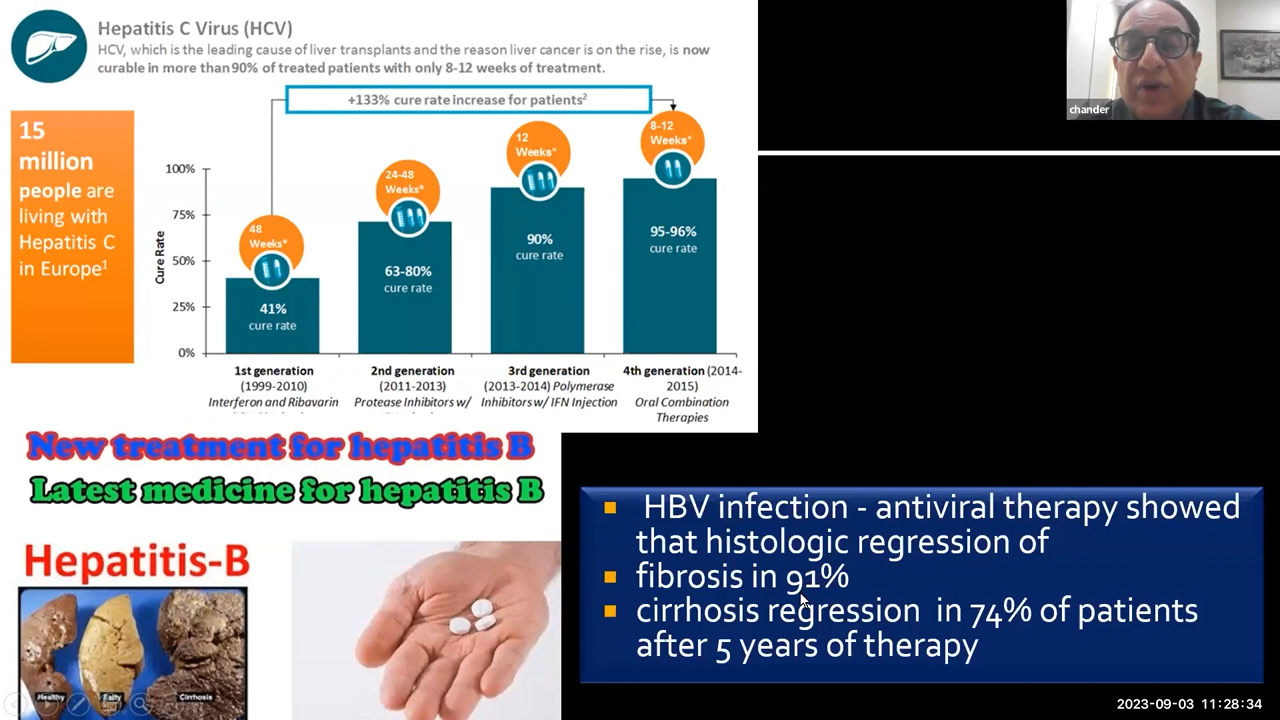 Hepatitis C Virus (HCV)
HCV, which is the leading cause of liver transplants and the reason liver cancer is on the rise, is now
curable in more than 90% of treated patients with only 8-12 weeks of treatment.
+133% cure rate increase for patients2
15
million
people are
living with
Hepatitis C
in Europe1
Cure Rate
100%
75%
50%
25%
0%
48
Weeks*
41%
cure rate
24-48
Weeks*
63-80%
cure rate
12
Weeks*
90%
cure rate
8-12
Weeks*
95-96%
cure rate
1st generation
(1999-2010)
Interferon and Ribavarin
2nd generation
(2011-2013)
Protease Inhibitors w/
3rd generation
(2013-2014) Polymerase
Inhibitors w/ IFN Injection
4th generation (2014-
2015)
Oral Combination
Therapies
chander
New treatment for hepatitis B
Latest medicine for hepatitis B
Hepatitis-B
Healthy
Fatty
Cirrhosis
HBV infection - antiviral therapy showed
that histologic regression of
fibrosis in 91%
cirrhosis regression in 74% of patients
after 5 years of therapy
2023-09-03 11:28:34